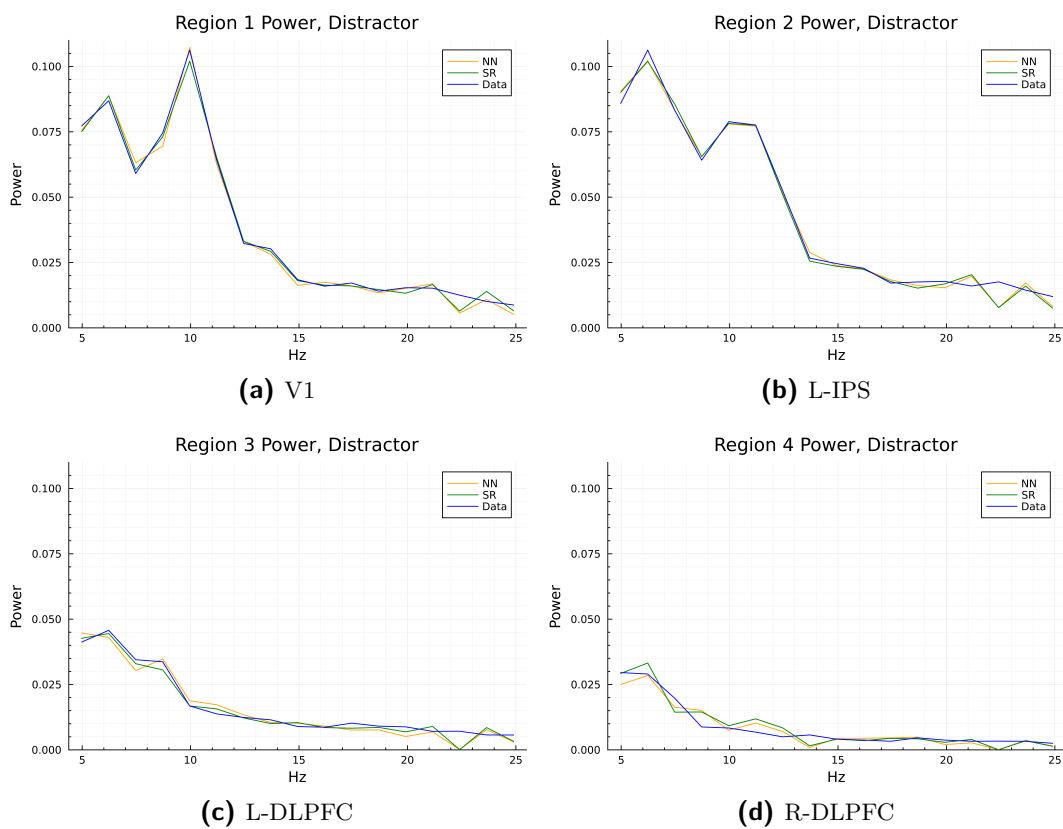 Region 1 Power, Distractor
Power
0.100
0.075
0.050
0.025
0.000
5 10 15 20 25
Hz
NN
SR
Data
(a) V1
Region 2 Power, Distractor
Power
0.100
0.075
0.050
0.025
0.000
5 10 15 20 25
Hz
NN
SR
Data
(b) L-IPS
Region 3 Power, Distractor
Power
0.100
0.075
0.050
0.025
0.000
5 10 15 20 25
Hz
NN
SR
Data
(c) L-DLPFC
Region 4 Power, Distractor
Power
0.100
0.075
0.050
0.025
0.000
5 10 15 20 25
Hz
NN
SR
Data
(d) R-DLPFC